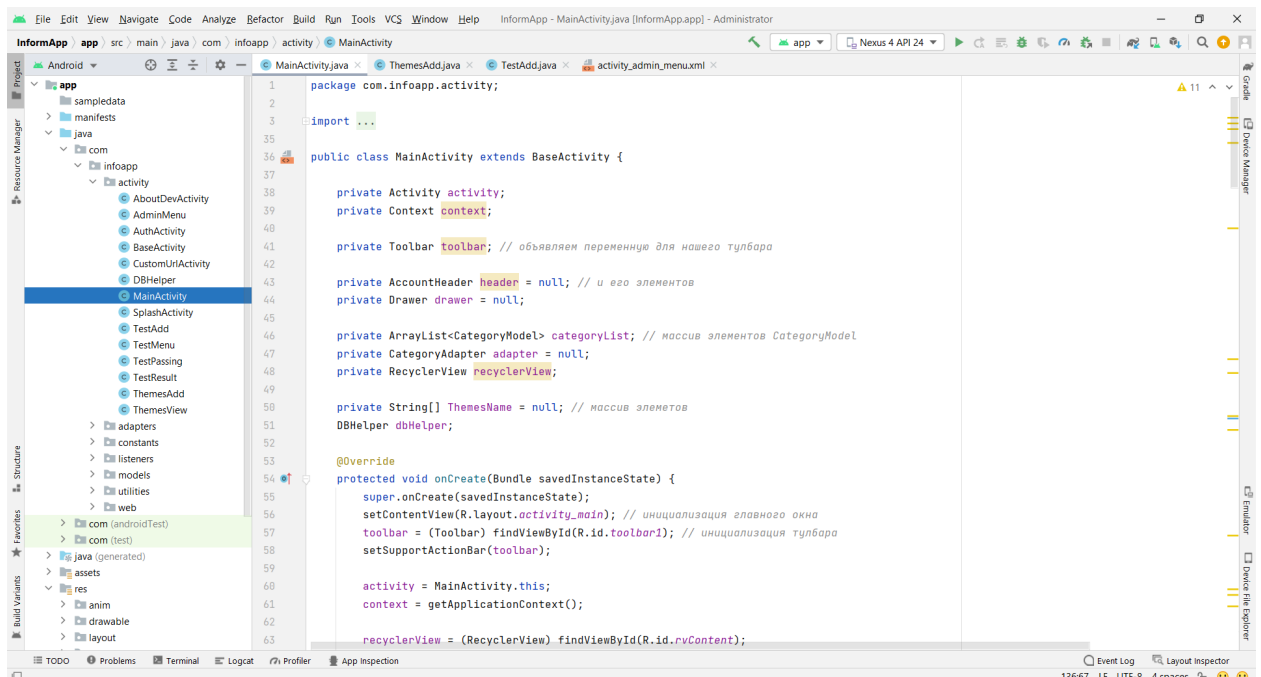 File Edit View Navigate Code Analyze Refactor Build Run Tools VCS Window Help InformApp - MainActivity.java [InformApp.app] - Administrator
InformApp app src main java com infoapp activity MainActivity app Nexus 4 API 24
Android MainActivity.java ThemesAdd.java TestAdd.java activity_admin_menu.xml
Project
Resource Manager
Structure
Favorites
Build Variants
app
sampledata
manifests
java
com
infoapp
activity
AboutDevActivity
AdminMenu
AuthActivity
BaseActivity
CustomUrlActivity
DBHelper
MainActivity
SplashActivity
TestAdd
TestMenu
TestPassing
TestResult
ThemesAdd
ThemesView
adapters
constants
listeners
models
utilities
web
com (androidTest)
com (test)
java (generated)
assets
res
anim
drawable
layout
1 package com.infoapp.activity;
2
3 import ...
35
36 public class MainActivity extends BaseActivity {
37
38 private Activity activity;
39 private Context context;
40
41 private Toolbar toolbar; // объявляем переменную для нашего тулбара
42
43 private AccountHeader header = null; // и его элементов
44 private Drawer drawer = null;
45
46 private ArrayList<CategoryModel> categoryList; // массив элементов CategoryModel
47 private CategoryAdapter adapter = null;
48 private RecyclerView recyclerView;
49
50 private String[] ThemesName = null; // массив элеметов
51 DBHelper dbHelper;
52
53 @Override
54 protected void onCreate(Bundle savedInstanceState) {
55 super.onCreate(savedInstanceState);
56 setContentView(R.layout.activity_main); // инициализация главного окна
57 toolbar = (Toolbar) findViewById(R.id.toolbar1); // инициализация тулбара
58 setSupportActionBar(toolbar);
59
60 activity = MainActivity.this;
61 context = getApplicationContext();
62
63 recyclerView = (RecyclerView) findViewById(R.id.rvContent);
11
Gradle
Device Manager
Emulator
Device File Explorer
TODO Problems Terminal Logcat Profiler App Inspection Event Log Layout Inspector
136:67 LF UTF-8 4 spaces